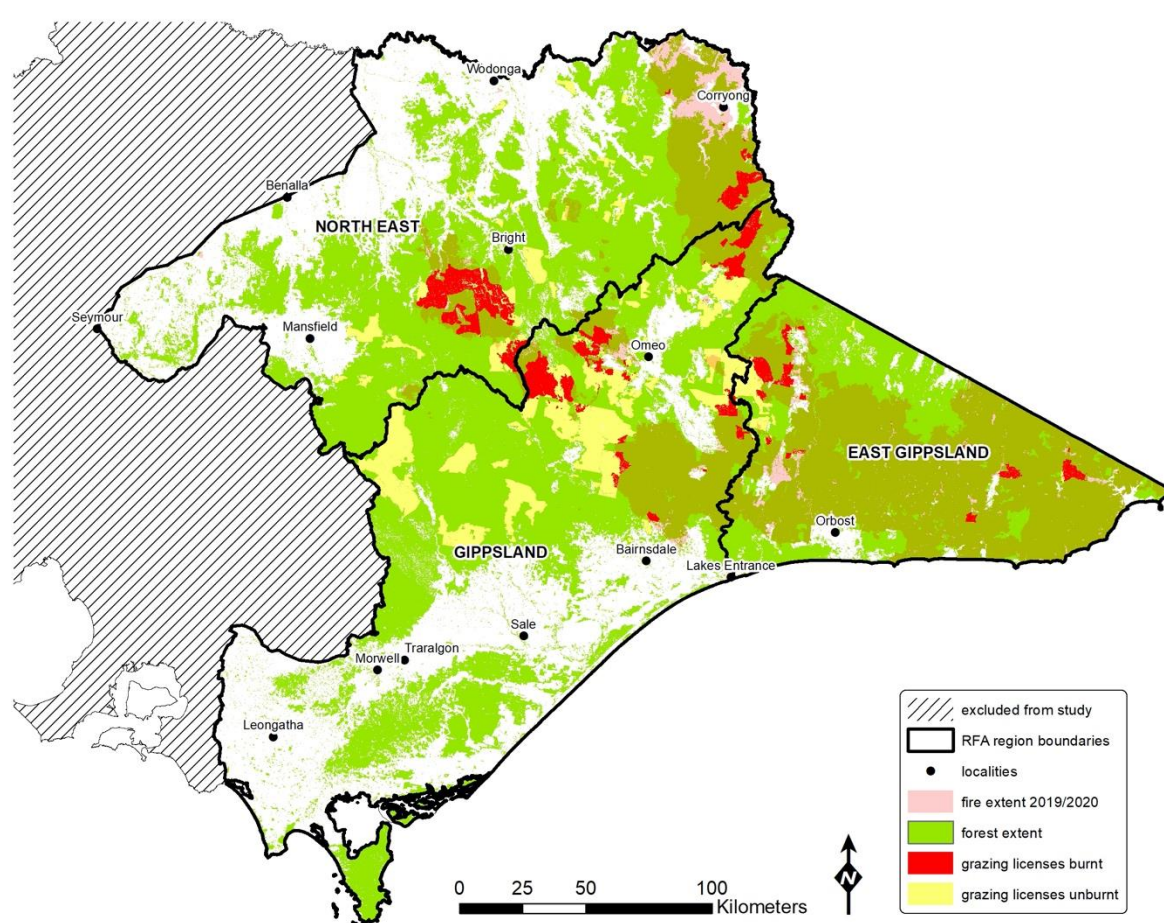 Wodonga
Corryong
Benalla
NORTH EAST
Bright
Seymour
Mansfield
Omeo
EAST GIPPSLAND
Orbost
GIPPSLAND
Bairnsdale
Lakes Entrance
Sale
Traralgon
Morwell
Leongatha
excluded from study
RFA region boundaries
localities
fire extent 2019/2020
forest extent
grazing licenses burnt
grazing licenses unburnt
N
0 25 50 100
Kilometers